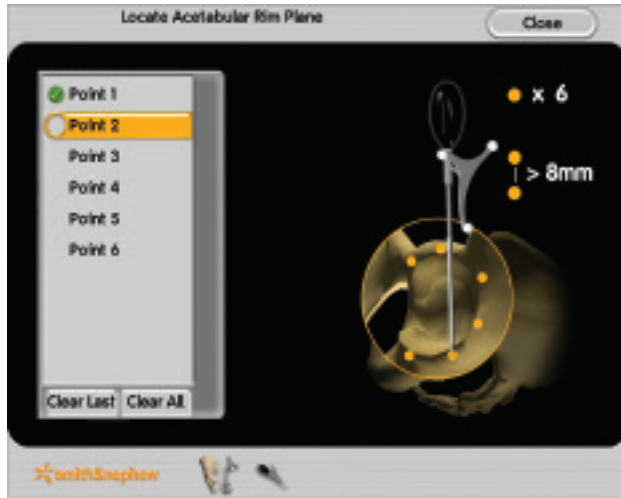 Locate Acetabular Rim Plane
Close
Point 1
Point 2
Point 3
Point 4
Point 5
Point 6
x 6
> 8mm
Clear Last
Clear All
smith&nephew